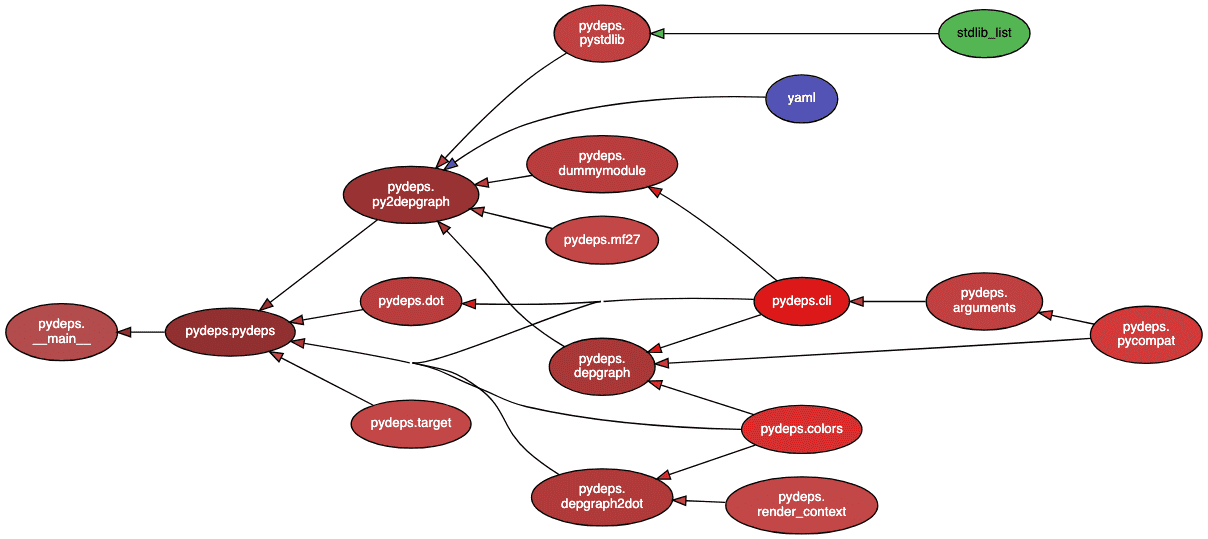 pydeps.
pystdlib
stdlib_list
yaml
pydeps.
dummymodule
pydeps.
py2depgraph
pydeps.mf27
pydeps.dot
pydeps.cli
pydeps.
arguments
pydeps.
__main__
pydeps.pydeps
pydeps.
pycompat
pydeps.
depgraph
pydeps.target
pydeps.colors
pydeps.
depgraph2dot
pydeps.
render_context